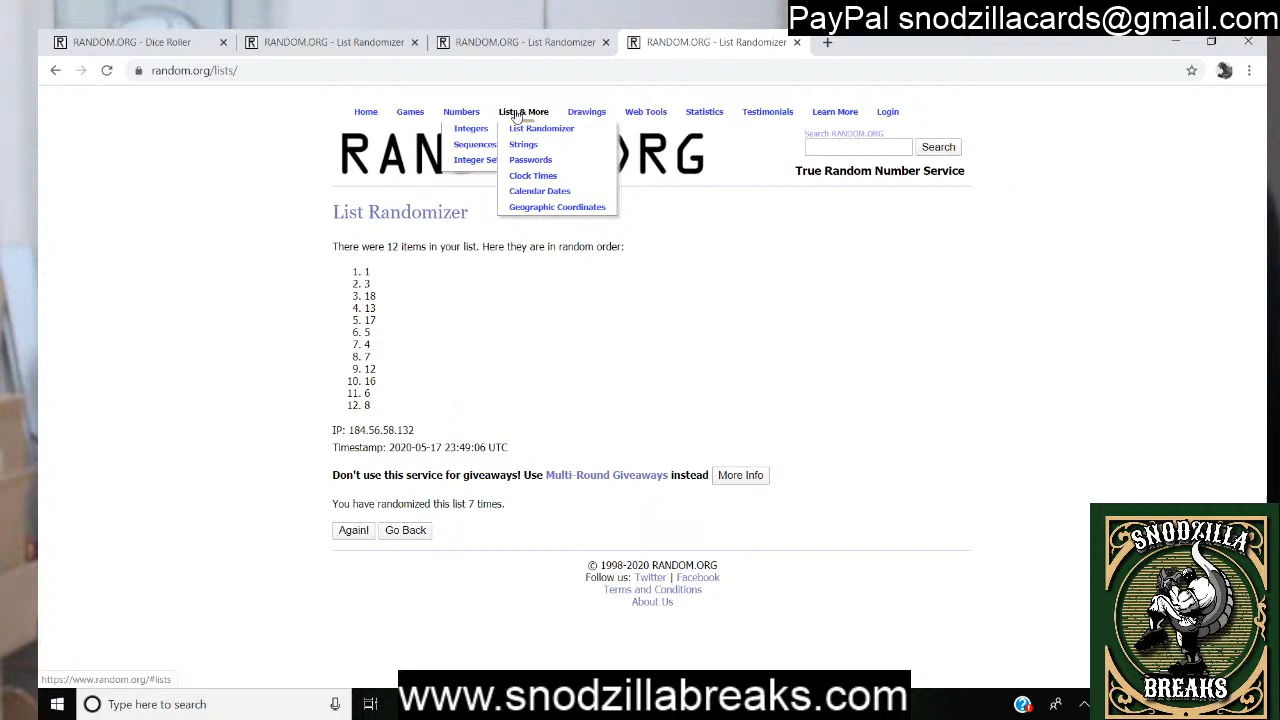 PayPal snodzillacards@gmail.com
RANDOM.ORG - Dice Roller
RANDOM.ORG - List Randomizer
RANDOM.ORG - List Randomizer
RANDOM.ORG - List Randomizer
random.org/lists/
Home Games Numbers Lists & More Drawings Web Tools Statistics Testimonials Learn More Login
Integers
Sequences
Integer Se
List Randomizer
Strings
Passwords
Clock Times
Calendar Dates
Geographic Coordinates
Search RANDOM.ORG
Search
True Random Number Service
List Randomizer
There were 12 items in your list. Here they are in random order:
1. 1
2. 3
3. 18
4. 13
5. 17
6. 5
7. 4
8. 7
9. 12
10. 16
11. 6
12. 8
IP: 184.56.58.132
Timestamp: 2020-05-17 23:49:06 UTC
Don't use this service for giveaways! Use Multi-Round Giveaways instead More Info
You have randomized this list 7 times.
Again! Go Back
© 1998-2020 RANDOM.ORG
Follow us: Twitter | Facebook
Terms and Conditions
About Us
https://www.random.org/#lists
Type here to search
www.snodzillabreaks.com
SNODZILLA
BREAKS